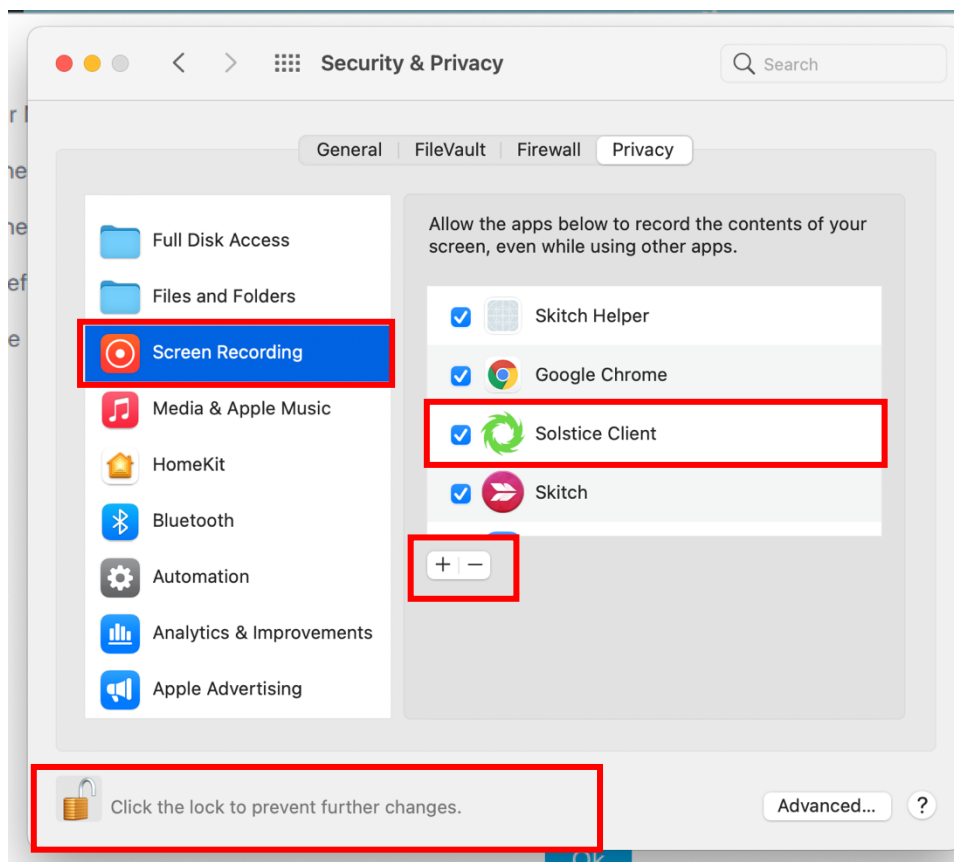 Security & Privacy
Search
General
FileVault
Firewall
Privacy
Full Disk Access
Files and Folders
Screen Recording
Media & Apple Music
HomeKit
Bluetooth
Automation
Analytics & Improvements
Apple Advertising
Allow the apps below to record the contents of your
screen, even while using other apps.
Skitch Helper
Google Chrome
Solstice Client
Skitch
+ −
Click the lock to prevent further changes.
Advanced...
?